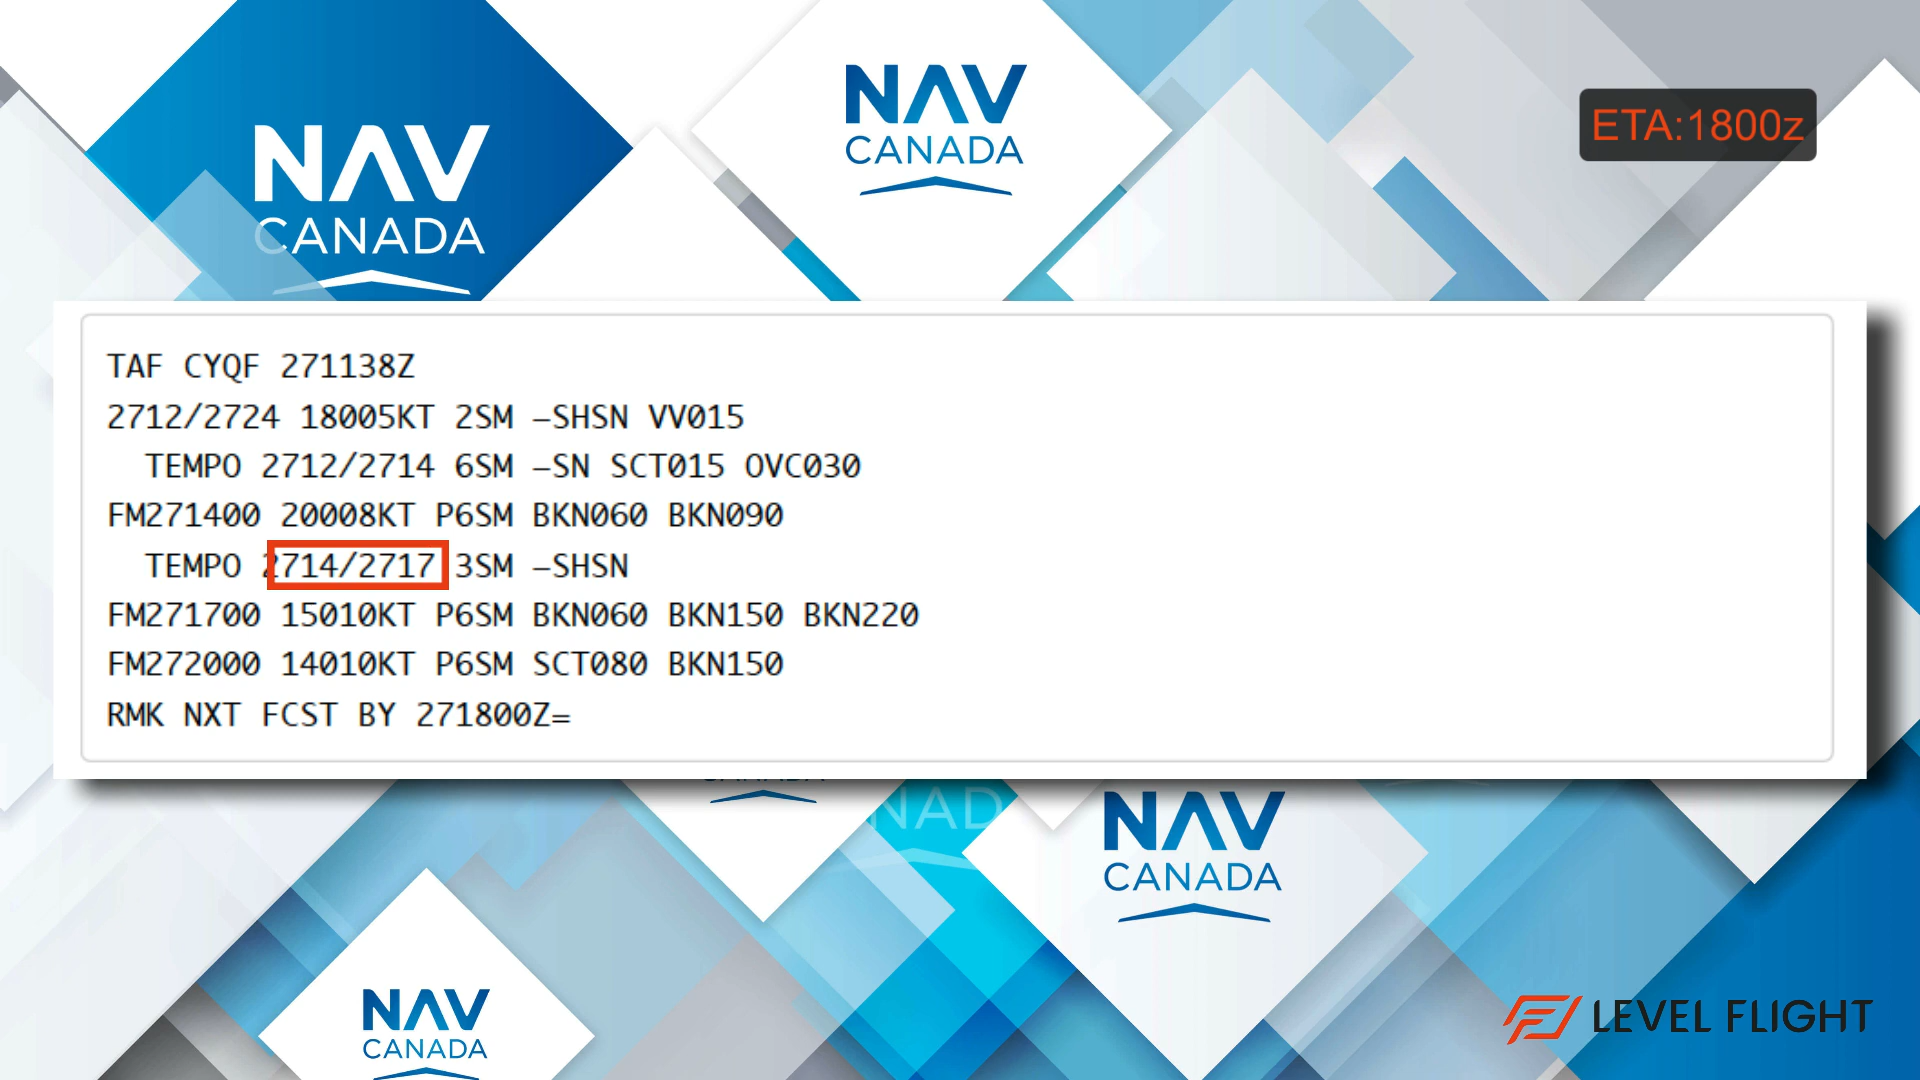 NAV
CANADA
NAV
CANADA
ETA:1800z
TAF CYQF 271138Z
2712/2724 18005KT 2SM –SHSN VV015
TEMPO 2712/2714 6SM –SN SCT015 OVC030
FM271400 20008KT P6SM BKN060 BKN090
TEMPO 2714/2717 3SM –SHSN
FM271700 15010KT P6SM BKN060 BKN150 BKN220
FM272000 14010KT P6SM SCT080 BKN150
RMK NXT FCST BY 271800Z=
NAV
CANADA
NAV
CANADA
LEVEL FLIGHT